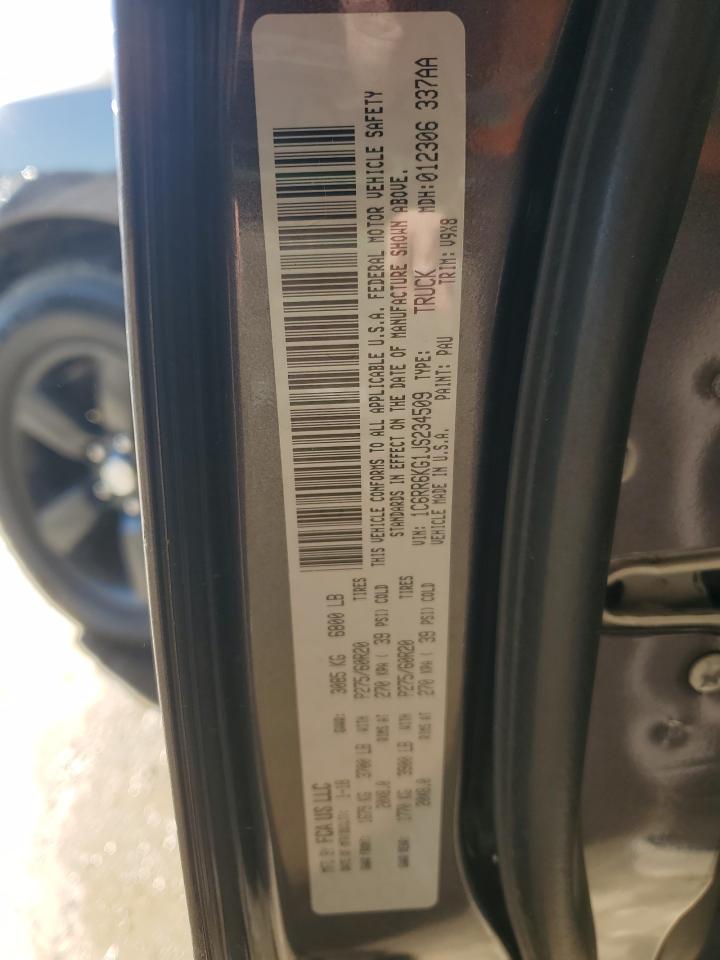 MFD. BY: FCA US LLC
DATE OF MFR: 1-18 GVWR: 3085 KG 6800 LB
GAWR FRONT: 1679 KG 3700 LB WITH P275/60R20 TIRES
20X8.0 RIMS AT 270 KPA ( 39 PSI) COLD
GAWR REAR: 1770 KG 3900 LB WITH P275/60R20 TIRES
20X8.0 RIMS AT 270 KPA ( 39 PSI) COLD
THIS VEHICLE CONFORMS TO ALL APPLICABLE U.S.A. FEDERAL MOTOR VEHICLE SAFETY
STANDARDS IN EFFECT ON THE DATE OF MANUFACTURE SHOWN ABOVE.
VIN: 1C6RR6KG1JS234509 TYPE: TRUCK MDH:012306 337AA
VEHICLE MADE IN U.S.A. PAINT: PAU TRIM: V9X8